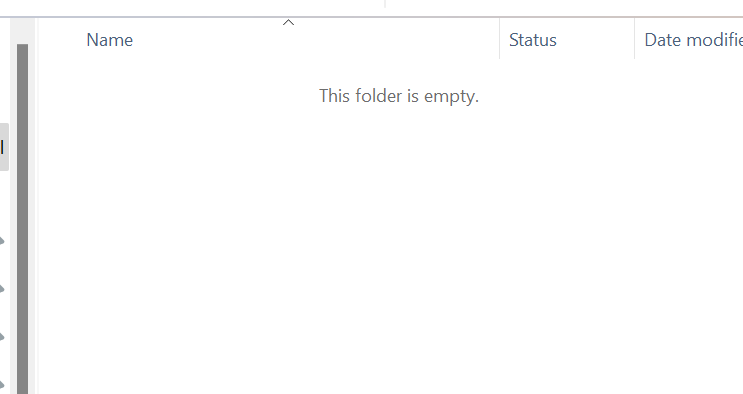 Name
Status
Date modifie
This folder is empty.